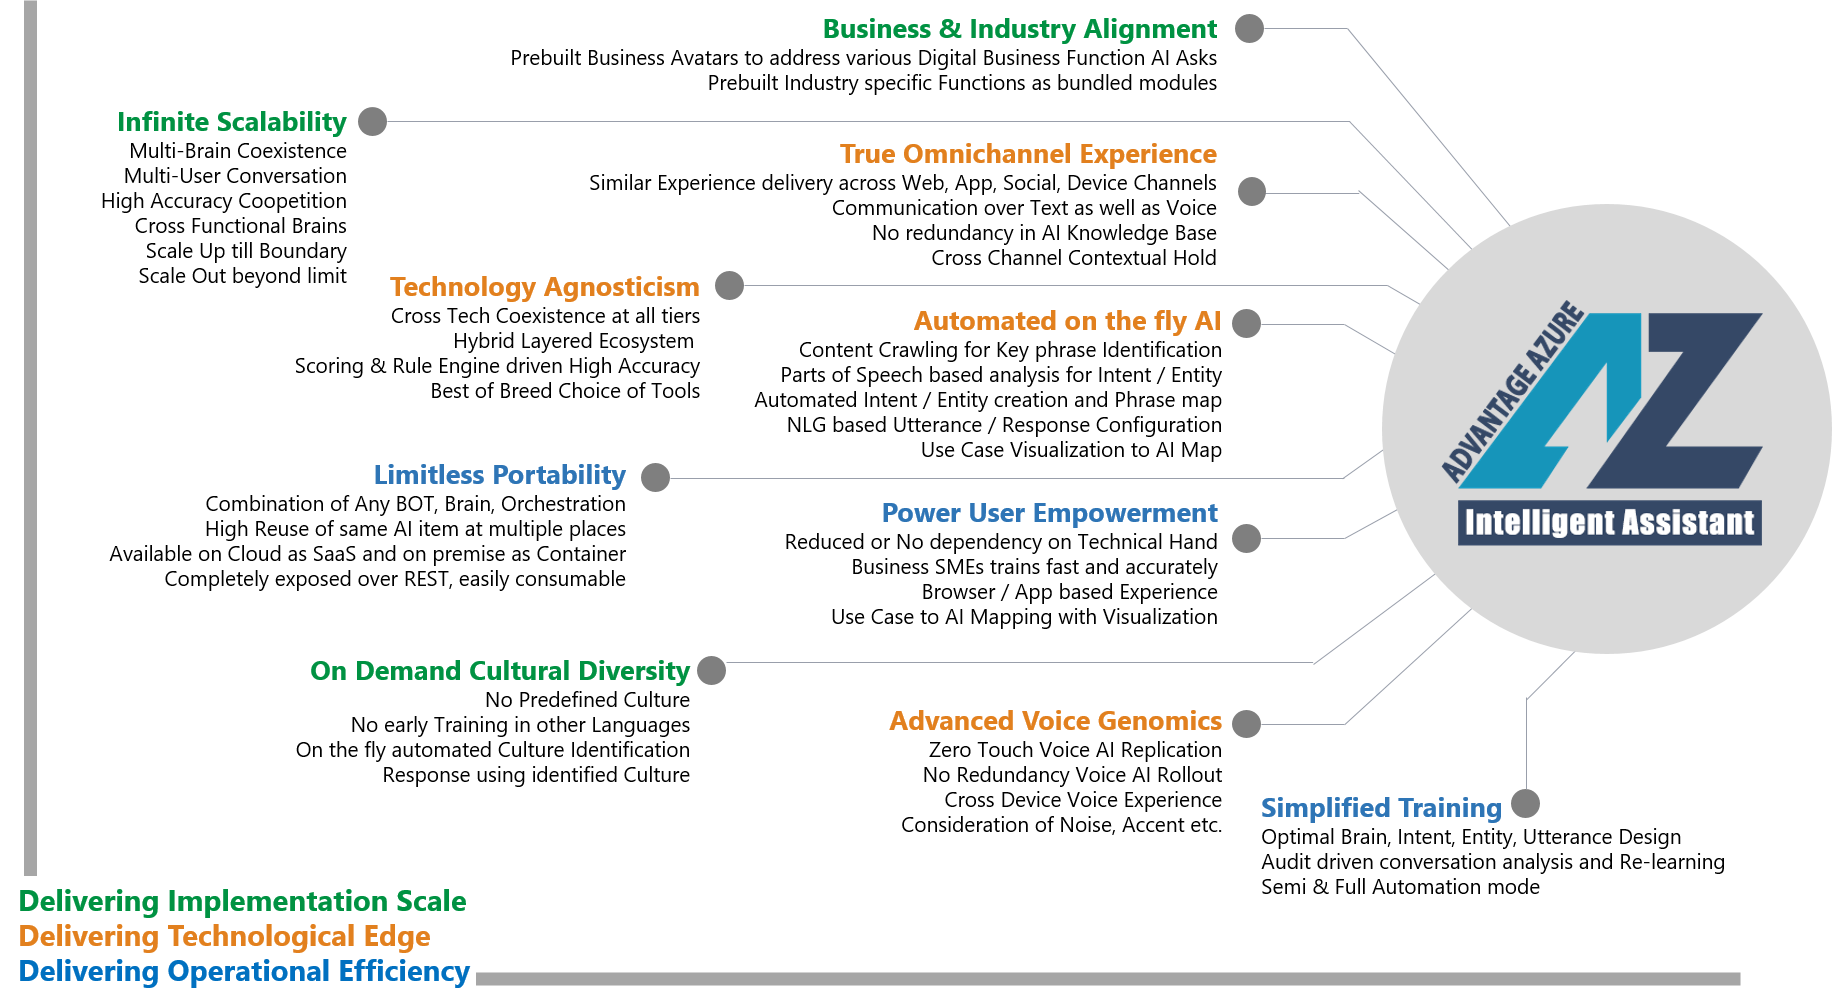 Business & Industry Alignment
Prebuilt Business Avatars to address various Digital Business Function AI Asks
Prebuilt Industry specific Functions as bundled modules
Infinite Scalability
Multi-Brain Coexistence
Multi-User Conversation
High Accuracy Coopetition
Cross Functional Brains
Scale Up till Boundary
Scale Out beyond limit
True Omnichannel Experience
Similar Experience delivery across Web, App, Social, Device Channels
Communication over Text as well as Voice
No redundancy in AI Knowledge Base
Cross Channel Contextual Hold
Technology Agnosticism
Cross Tech Coexistence at all tiers
Hybrid Layered Ecosystem
Scoring & Rule Engine driven High Accuracy
Best of Breed Choice of Tools
Automated on the fly AI
Content Crawling for Key phrase Identification
Parts of Speech based analysis for Intent / Entity
Automated Intent / Entity creation and Phrase map
NLG based Utterance / Response Configuration
Use Case Visualization to AI Map
Limitless Portability
Combination of Any BOT, Brain, Orchestration
High Reuse of same AI item at multiple places
Available on Cloud as SaaS and on premise as Container
Completely exposed over REST, easily consumable
Power User Empowerment
Reduced or No dependency on Technical Hand
Business SMEs trains fast and accurately
Browser / App based Experience
Use Case to AI Mapping with Visualization
On Demand Cultural Diversity
No Predefined Culture
No early Training in other Languages
On the fly automated Culture Identification
Response using identified Culture
Advanced Voice Genomics
Zero Touch Voice AI Replication
No Redundancy Voice AI Rollout
Cross Device Voice Experience
Consideration of Noise, Accent etc.
Simplified Training
Optimal Brain, Intent, Entity, Utterance Design
Audit driven conversation analysis and Re-learning
Semi & Full Automation mode
ADVANTAGE AZURE
AZ
Intelligent Assistant
Delivering Implementation Scale
Delivering Technological Edge
Delivering Operational Efficiency